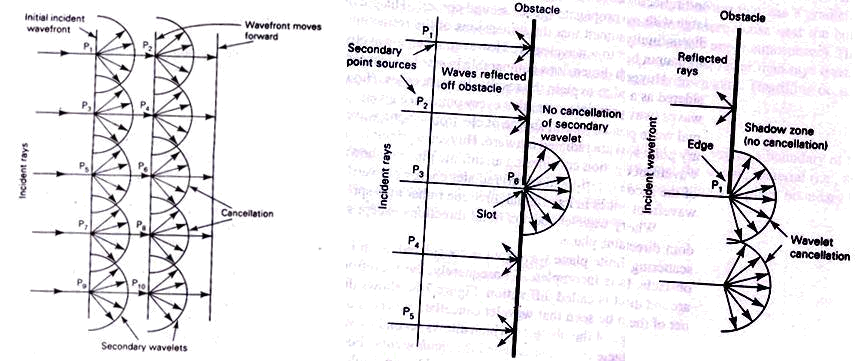 Initial incident
wavefront
Wavefront moves
forward
P1
P2
P3
P4
P5
P6
P7
P8
P9
P10
Incident rays
Cancellation
Secondary wavelets
Obstacle
P1
Secondary
point sources
Waves reflected
off obstacle
P2
No cancellation
of secondary
wavelet
Incident rays
P3
P6
Slot
P4
P5
Obstacle
Reflected
rays
Shadow zone
(no cancellation)
Edge
P1
Incident wavefront
Wavelet
cancellation